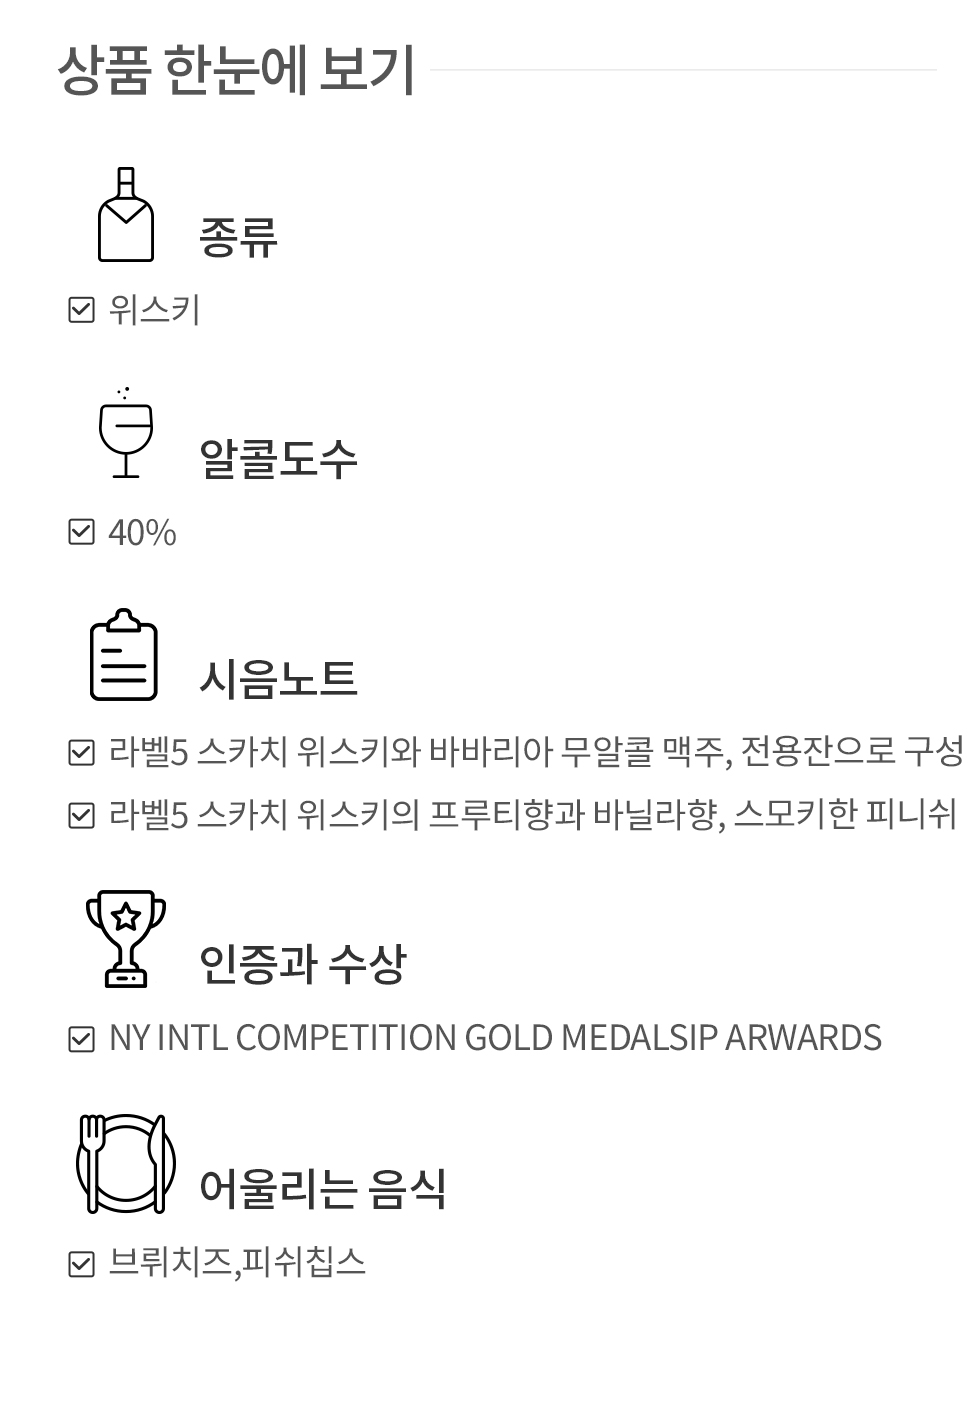 상품 한눈에 보기
종류
위스키
알콜도수
40%
시음노트
라벨5 스카치 위스키와 바바리아 무알콜 맥주, 전용잔으로 구성
라벨5 스카치 위스키의 프루티향과 바닐라향, 스모키한 피니쉬
인증과 수상
NY INTL COMPETITION GOLD MEDALSIP ARWARDS
어울리는 음식
브뤼치즈,피쉬칩스